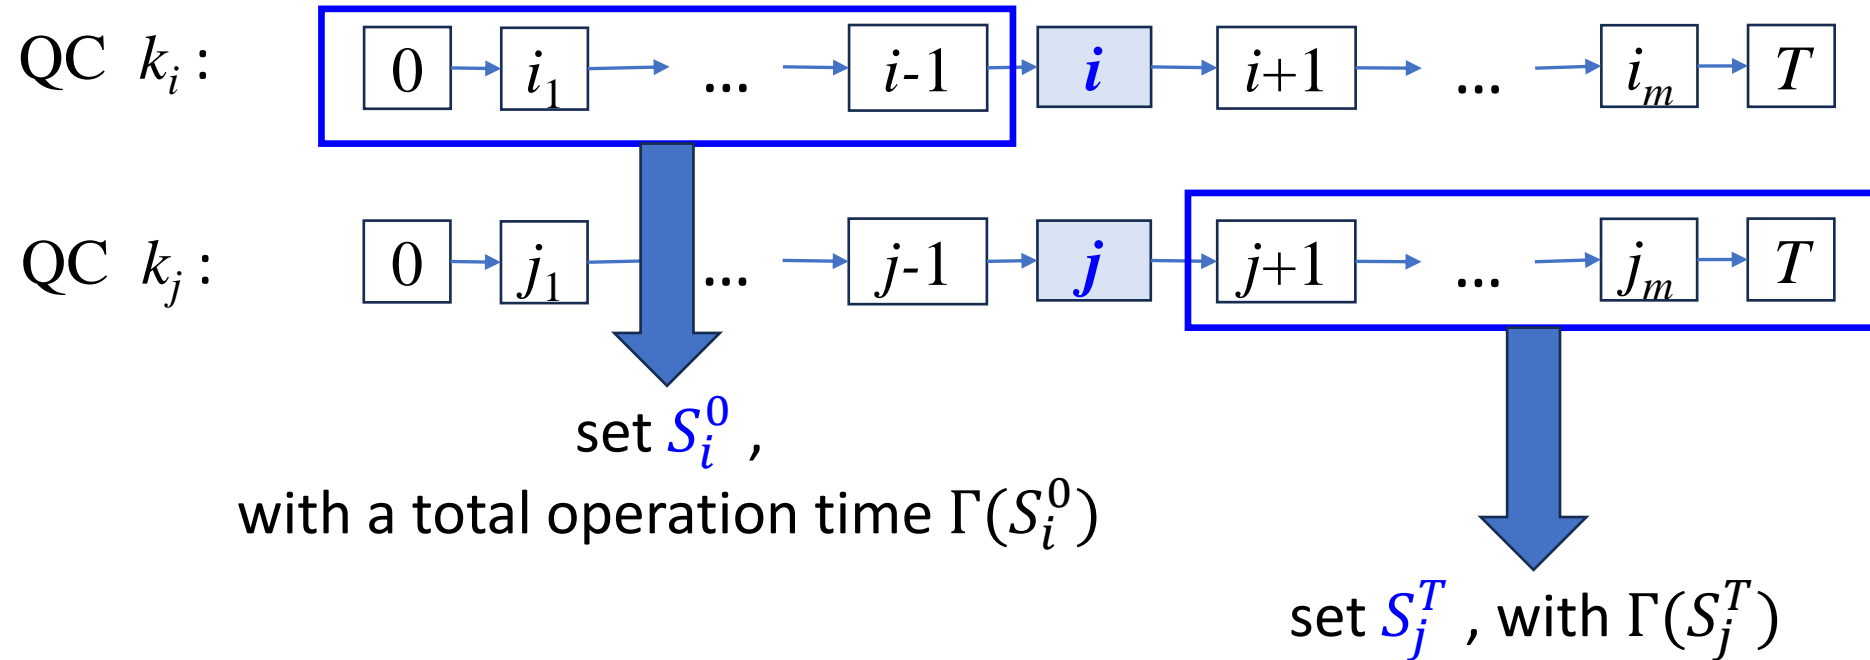 QC k_i : 0 i_1 ... i-1 i i+1 ... i_m T
QC k_j : 0 j_1 ... j-1 j j+1 ... j_m T
set S_i^0 ,
with a total operation time Γ(S_i^0)
set S_j^T , with Γ(S_j^T)